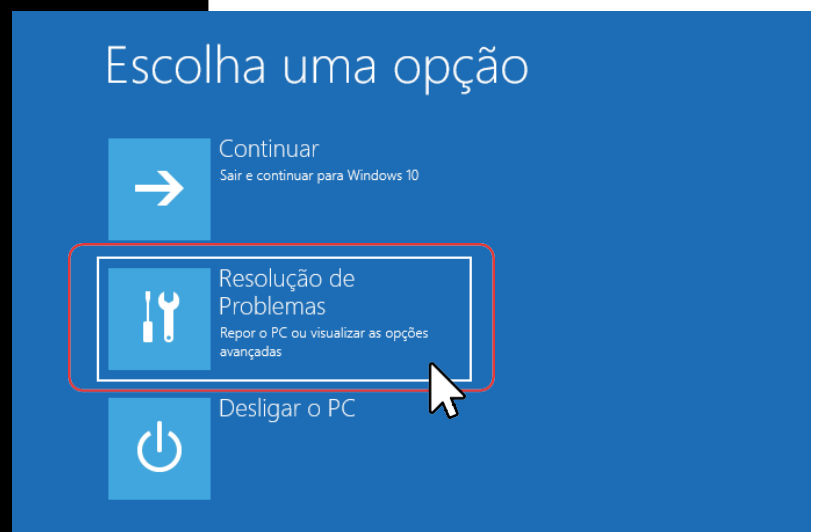 Escolha uma opção
Continuar
Sair e continuar para Windows 10
Resolução de
Problemas
Repor o PC ou visualizar as opções
avançadas
Desligar o PC